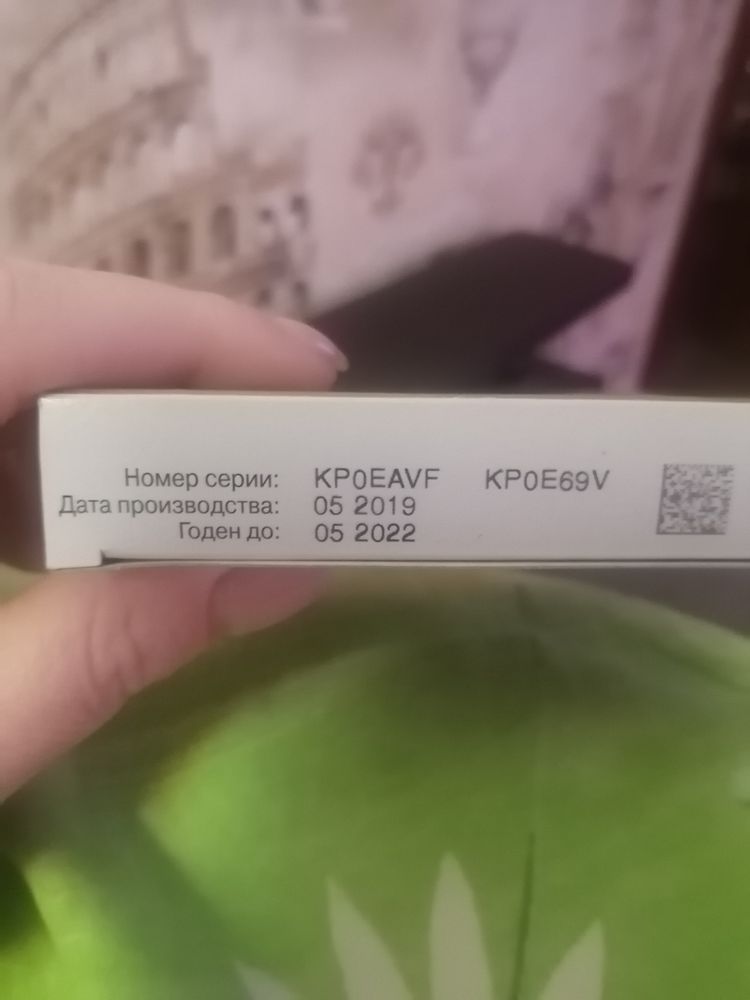 Номер серии: KP0EAVF KP0E69V
Дата производства: 05 2019
Годен до: 05 2022